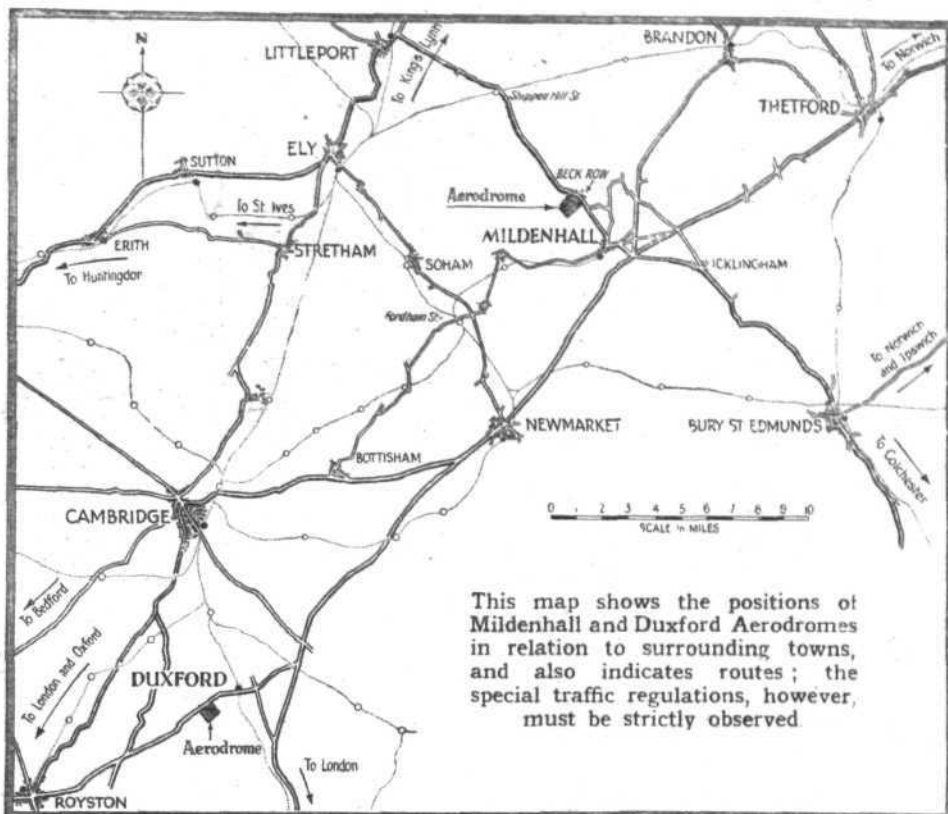 N
LITTLEPORT
To Kings Lynn
BRANDON
To Norwich
THETFORD
Shippea Hill St.
ELY
SUTTON
BECK ROW
Aerodrome
To St. Ives
MILDENHALL
ERITH
STRETHAM
SOHAM
ICKLINGHAM
To Huntingdor
Fordham St.
To Norwich
and Ipswich
NEWMARKET
BURY ST EDMUNDS
BOTTISHAM
To Colchester
CAMBRIDGE
0 1 2 3 4 5 6 7 8 9 10
SCALE in MILES
To Bedford
This map shows the positions of
Mildenhall and Duxford Aerodromes
in relation to surrounding towns,
and also indicates routes ; the
special traffic regulations, however,
must be strictly observed
To London and Oxford
DUXFORD
Aerodrome
To London
ROYSTON